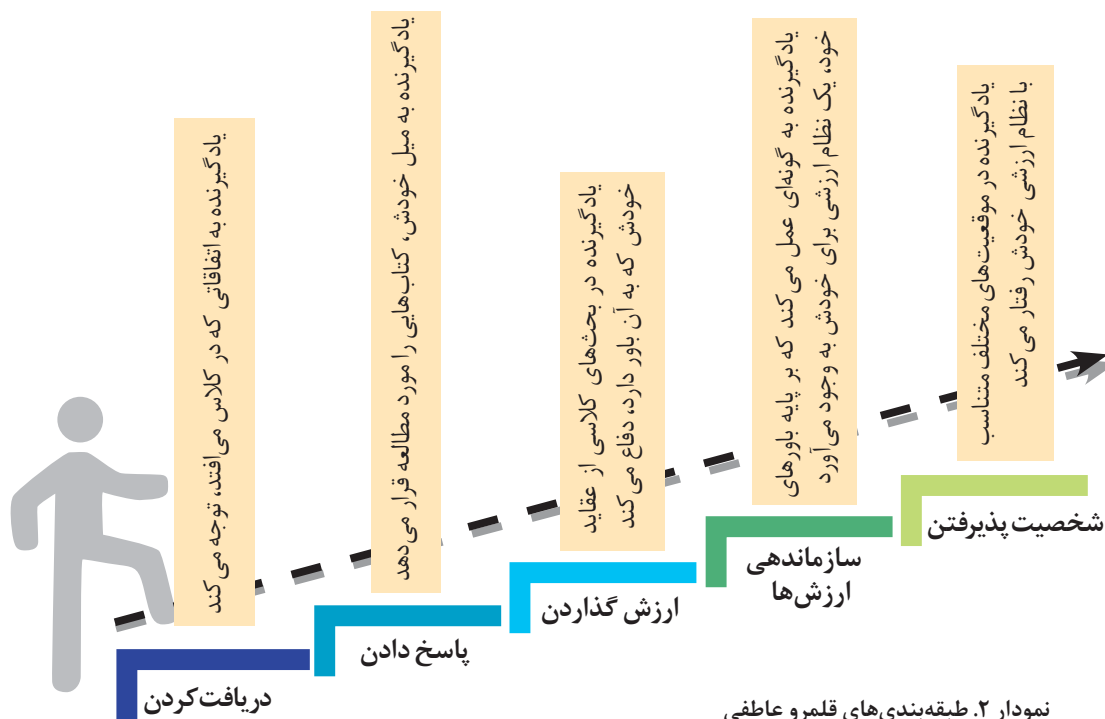 یادگیرنده به اتفاقاتی که در کلاس می‌افتند، توجه می‌کند
دریافت‌کردن
یادگیرنده به میل خودش، کتاب‌هایی را مورد مطالعه قرار می‌دهد
پاسخ دادن
یادگیرنده در بحث‌های کلاسی از عقاید
خودش که به آن باور دارد، دفاع می‌کند
ارزش گذاردن
یادگیرنده به گونه‌ای عمل می‌کند که بر پایه باورهای
خود، یک نظام ارزشی برای خودش به وجود می‌آورد
سازماندهی
ارزش‌ها
یادگیرنده در موقعیت‌های مختلف متناسب
با نظام ارزشی خودش رفتار می‌کند
شخصیت پذیرفتن
نمودار ۲. طبقه‌بندی‌های قلمرو عاطفی